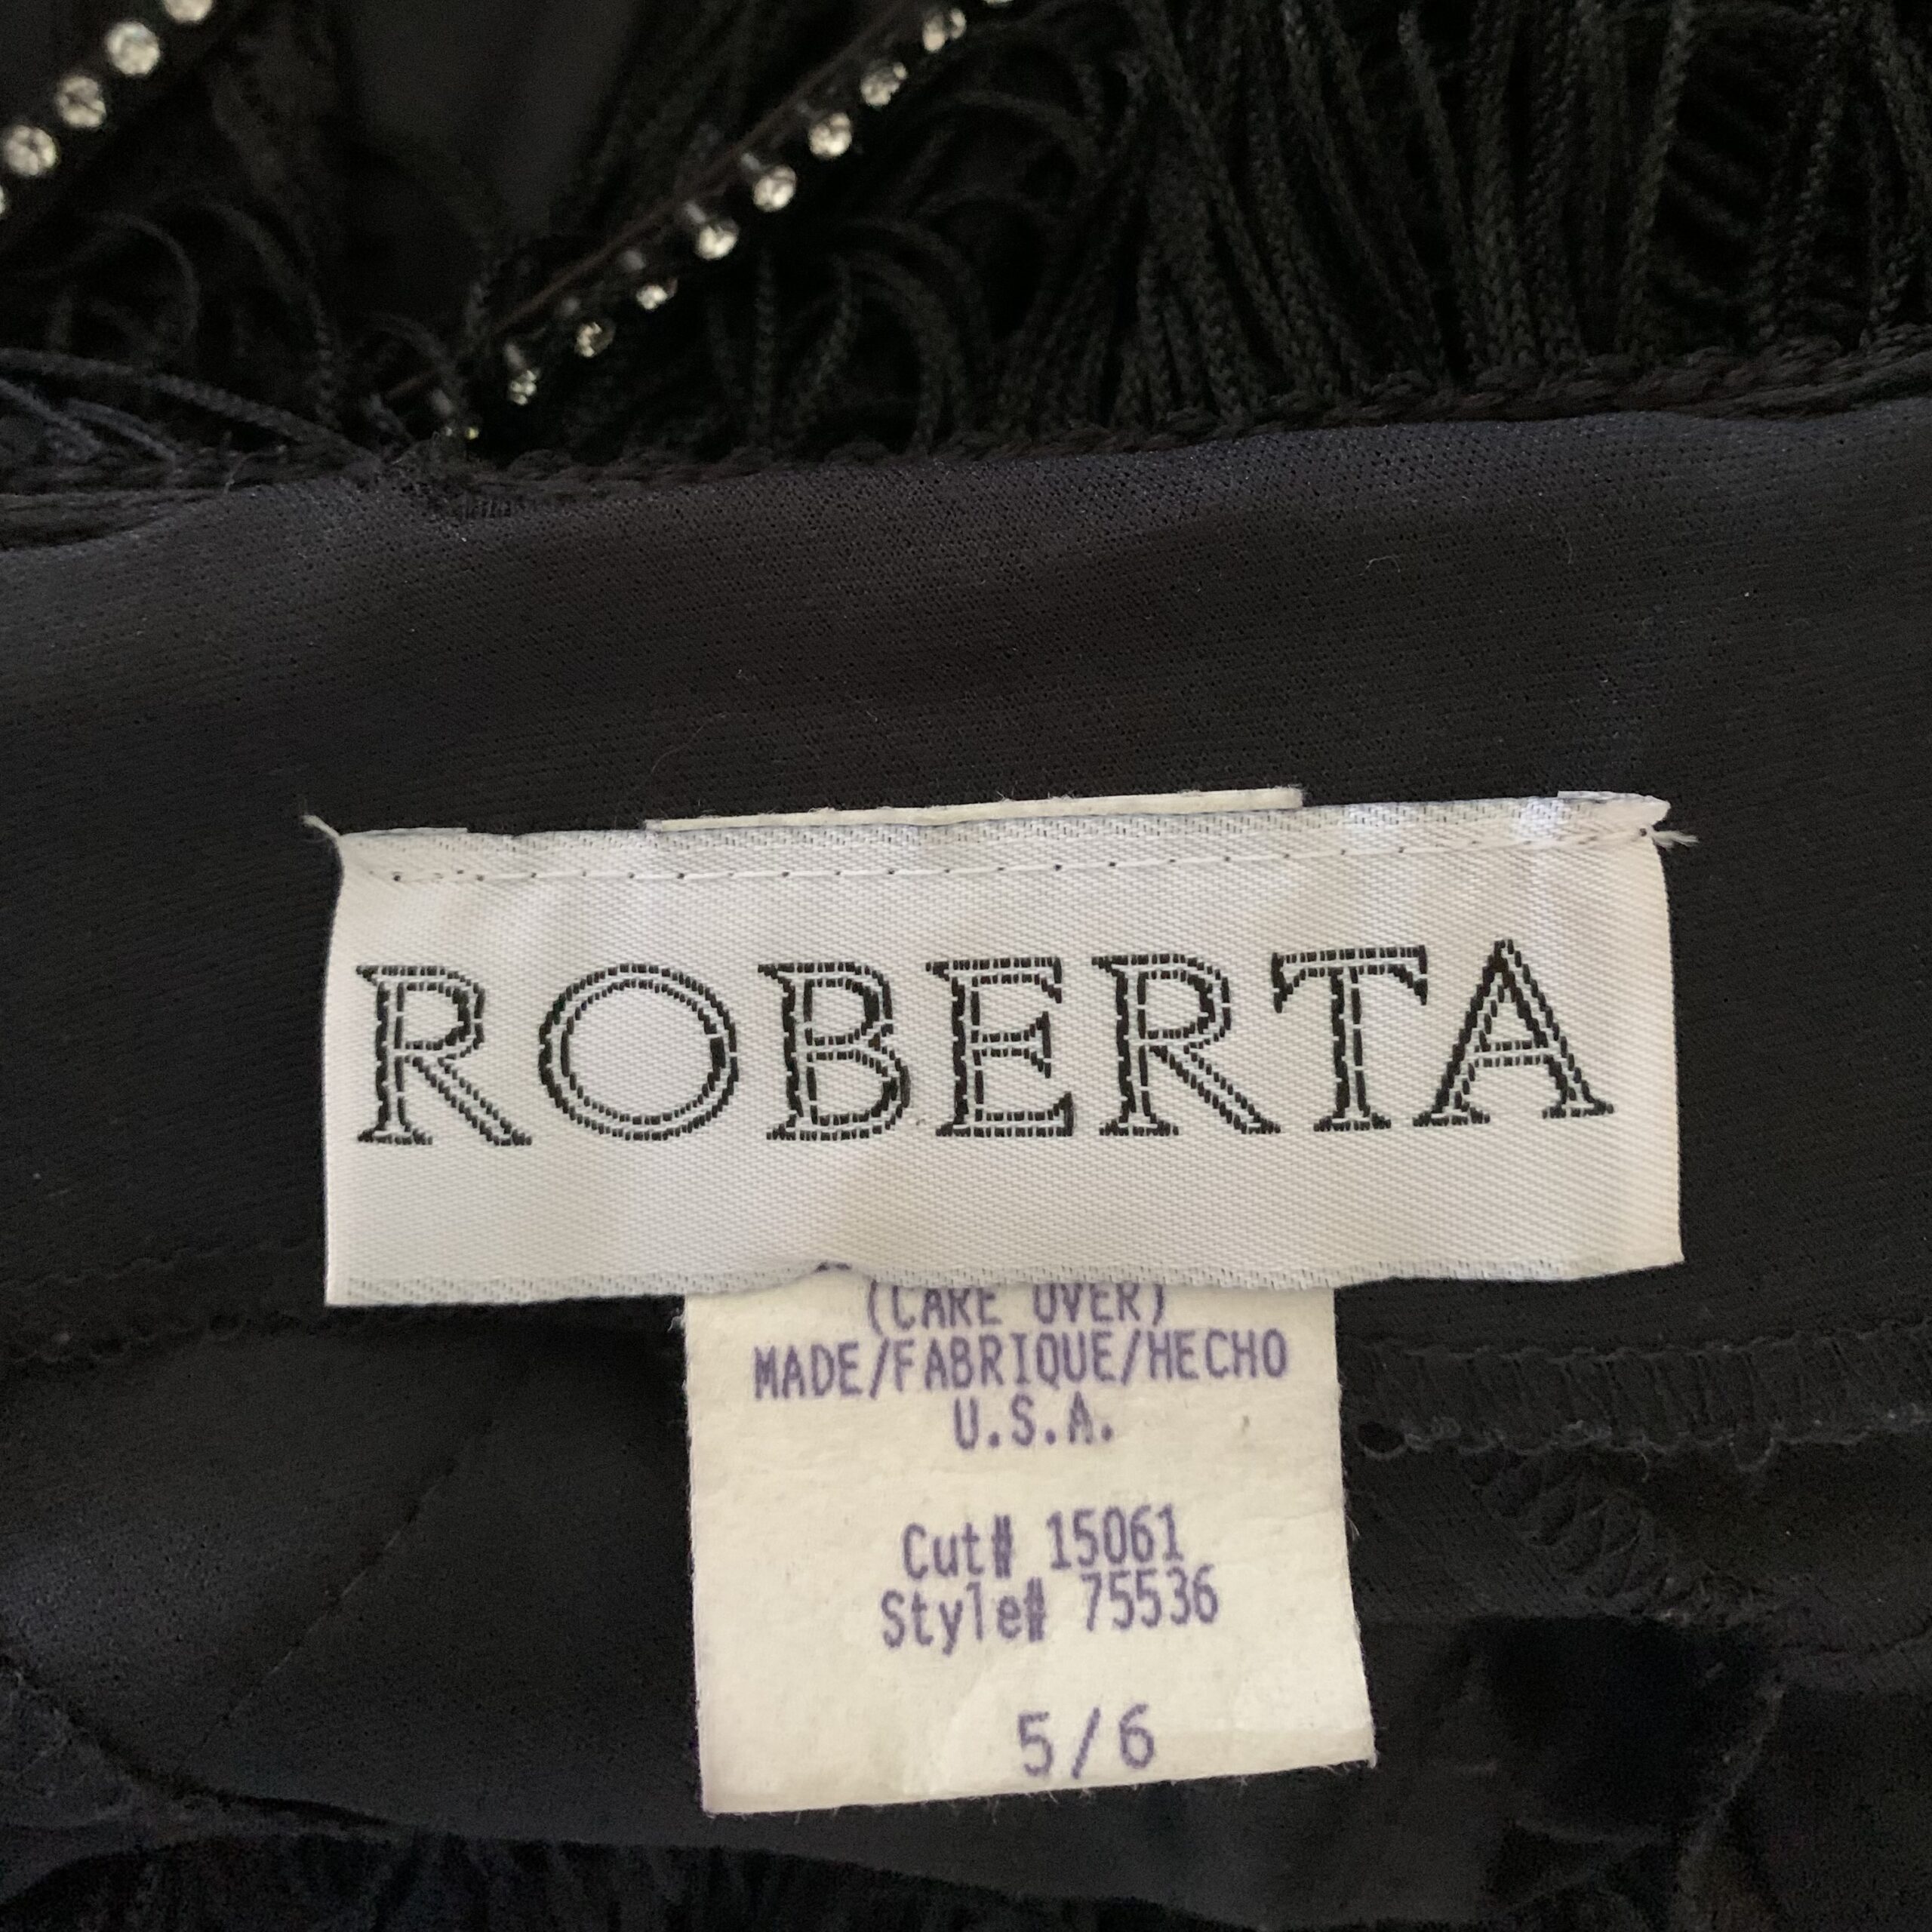 ROBERTA
(CARE OVER)
MADE/FABRIQUE/HECHO
U.S.A.
Cut# 15061
Style# 75536
5/6